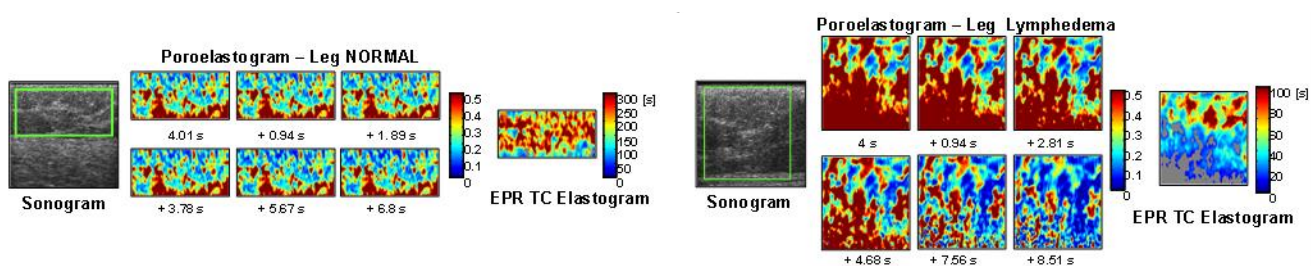 Poroelastogram – Leg NORMAL
0.5
0.4
0.3
0.2
0.1
0
300 [s]
250
200
150
100
50
0
4.01 s
+ 0.94 s
+ 1.89 s
Sonogram
+ 3.78 s
+ 5.67 s
+ 6.8 s
EPR TC Elastogram
Poroelastogram – Leg Lymphedema
0.5
0.4
0.3
0.2
0.1
0
100 [s]
80
60
40
20
0
4 s
+ 0.94 s
+ 2.81 s
Sonogram
+ 4.68 s
+ 7.56 s
+ 8.51 s
EPR TC Elastogram